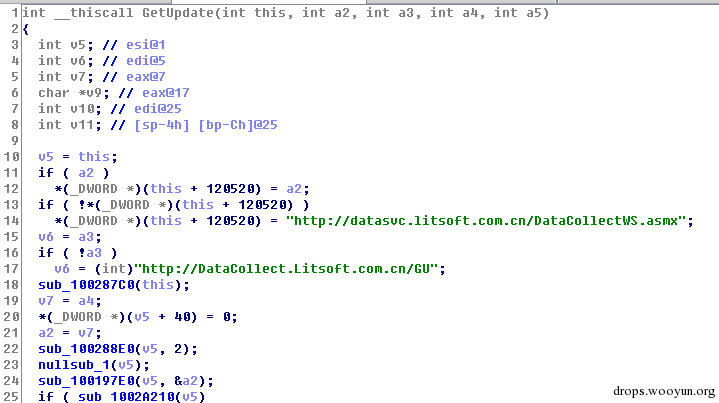 1 int __thiscall GetUpdate(int this, int a2, int a3, int a4, int a5)
2 {
3 int v5; // esi@1
4 int v6; // edi@5
5 int v7; // eax@7
6 char *v9; // eax@17
7 int v10; // edi@25
8 int v11; // [sp-4h] [bp-Ch]@25
9
10 v5 = this;
11 if ( a2 )
12 *(_DWORD *)(this + 120520) = a2;
13 if ( !*(_DWORD *)(this + 120520) )
14 *(_DWORD *)(this + 120520) = "http://datasvc.litsoft.com.cn/DataCollectWS.asmx";
15 v6 = a3;
16 if ( !a3 )
17 v6 = (int)"http://DataCollect.Litsoft.com.cn/GU";
18 sub_100287C0(this);
19 v7 = a4;
20 *(_DWORD *)(v5 + 40) = 0;
21 a2 = v7;
22 sub_100288E0(v5, 2);
23 nullsub_1(v5);
24 sub_100197E0(v5, &a2);
25 if ( sub_1002A210(v5)
drops.wooyun.org